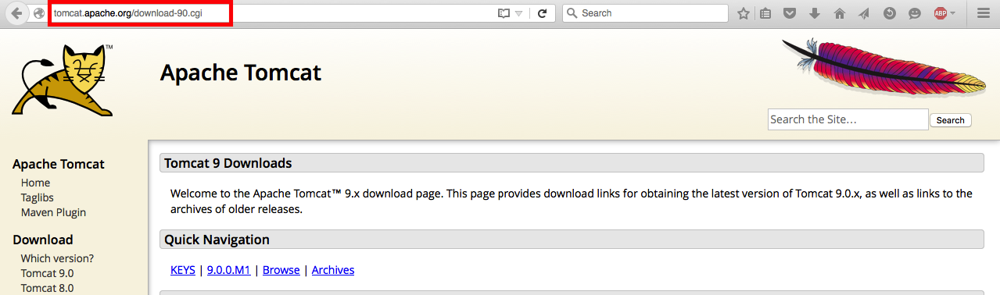 tomcat.apache.org/download-90.cgi
Search
ABP
TM
Apache Tomcat
Search the Site...
Search
Apache Tomcat
Home
Taglibs
Maven Plugin
Download
Which version?
Tomcat 9.0
Tomcat 8.0
Tomcat 9 Downloads
Welcome to the Apache Tomcat™ 9.x download page. This page provides download links for obtaining the latest version of Tomcat 9.0.x, as well as links to the
archives of older releases.
Quick Navigation
KEYS | 9.0.0.M1 | Browse | Archives